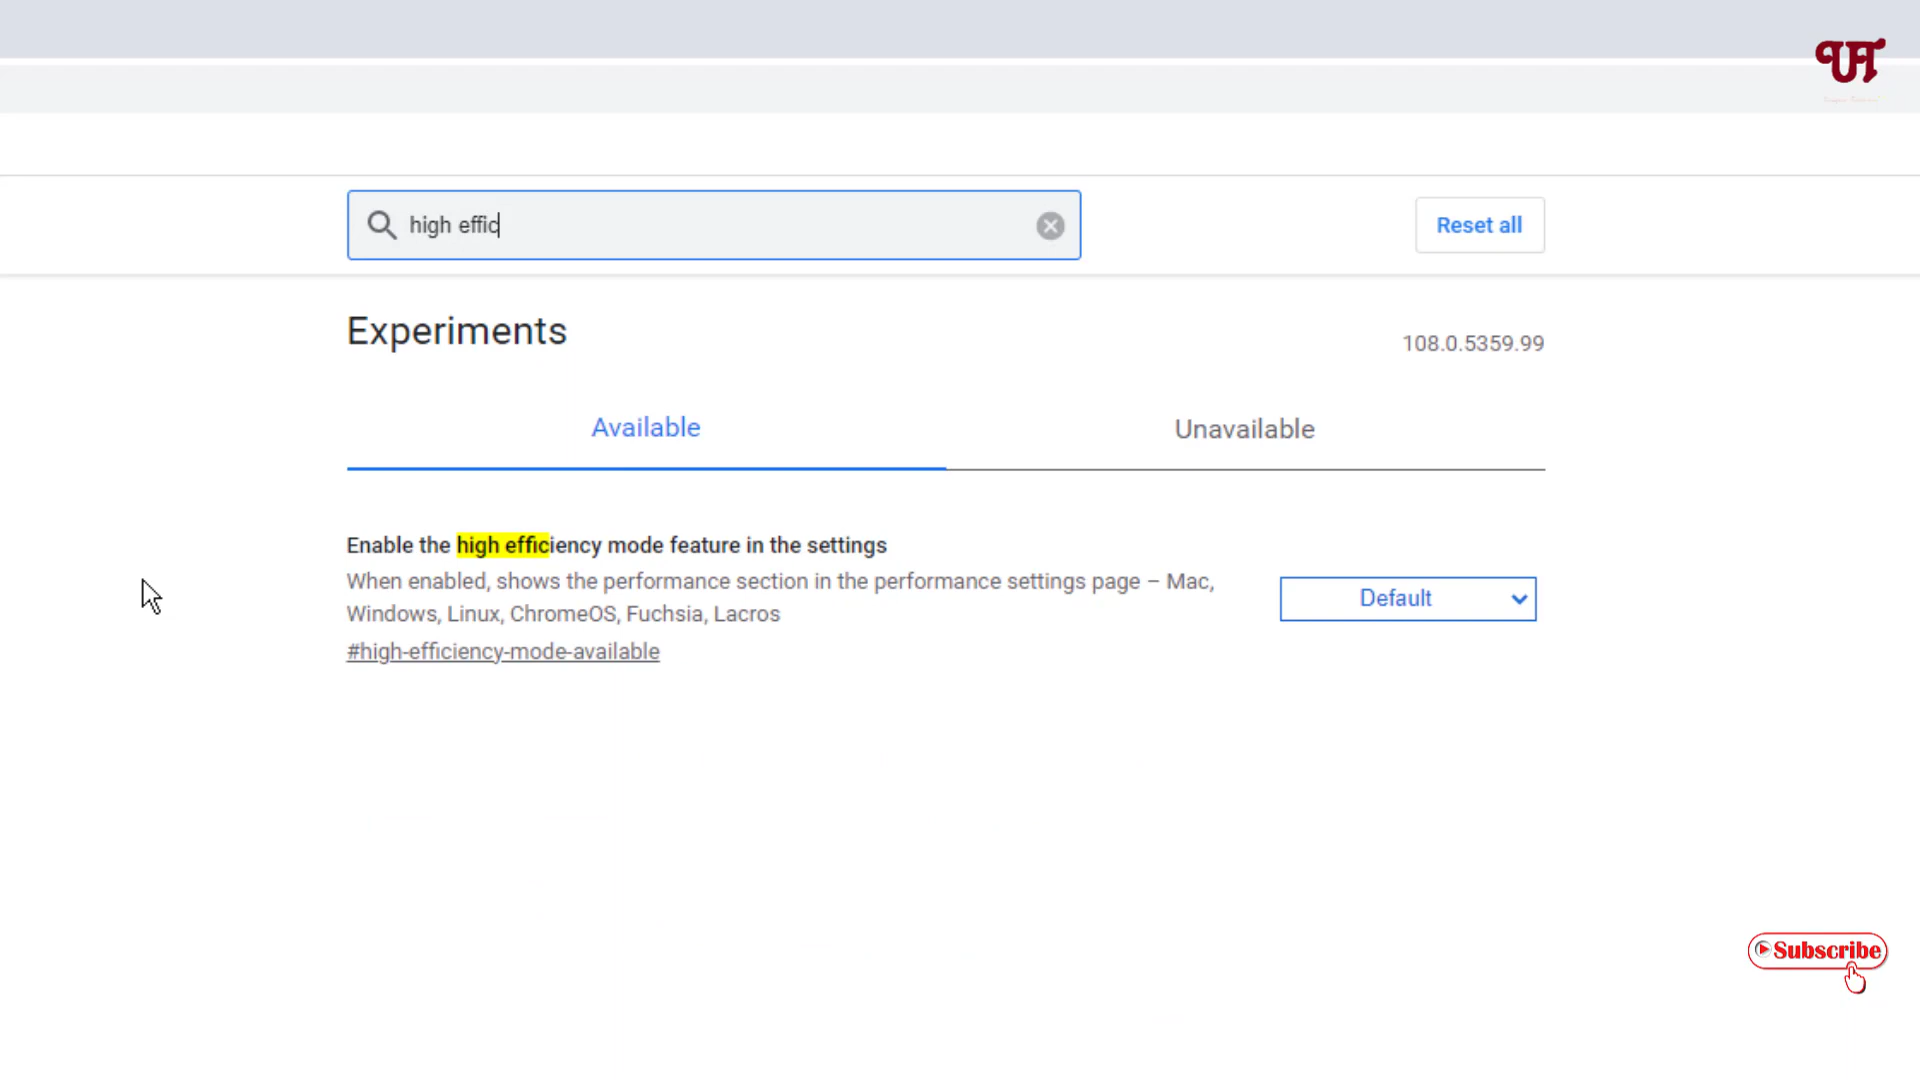 UT
high effic
Reset all
Experiments
108.0.5359.99
Available
Unavailable
Enable the high efficiency mode feature in the settings
When enabled, shows the performance section in the performance settings page – Mac,
Windows, Linux, ChromeOS, Fuchsia, Lacros
Default
#high-efficiency-mode-available
Subscribe